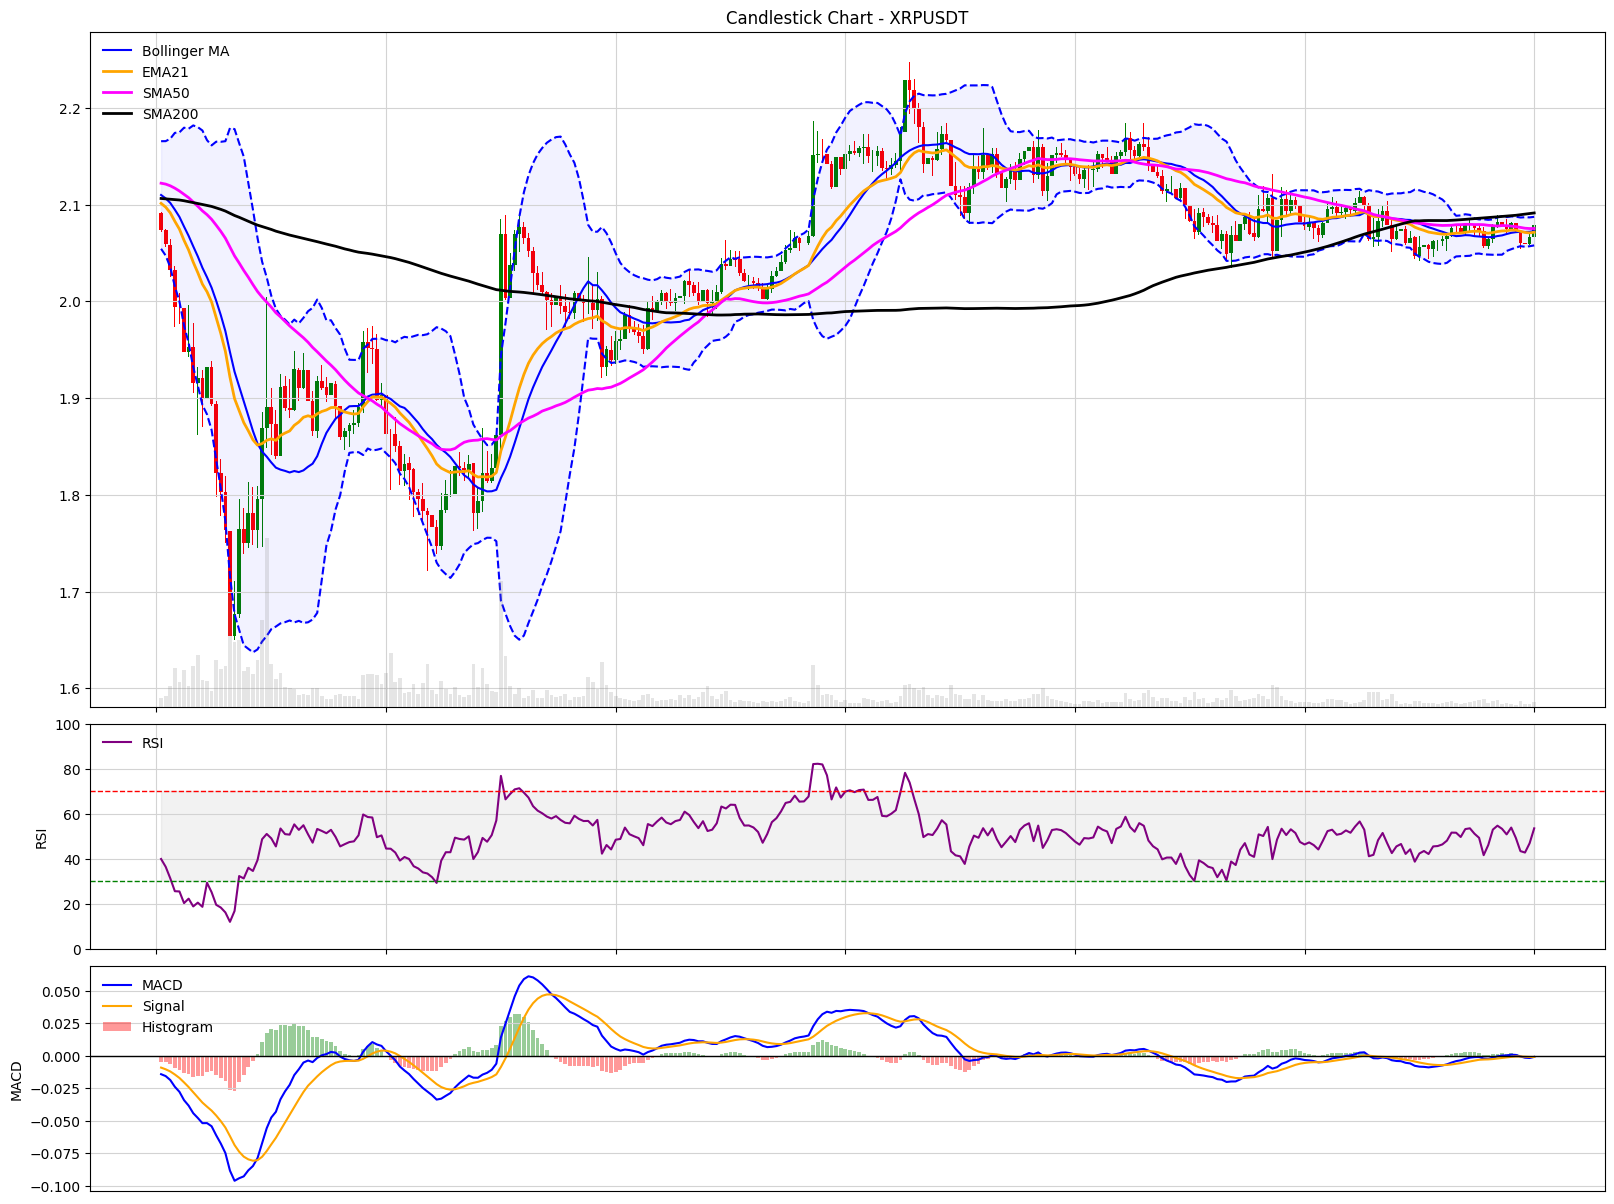 Candlestick Chart - XRPUSDT
Bollinger MA
EMA21
SMA50
SMA200
2.2
2.1
2.0
1.9
1.8
1.7
1.6
RSI
100
80
60
40
20
0
RSI
MACD
Signal
Histogram
0.050
0.025
0.000
−0.025
−0.050
−0.075
−0.100
MACD